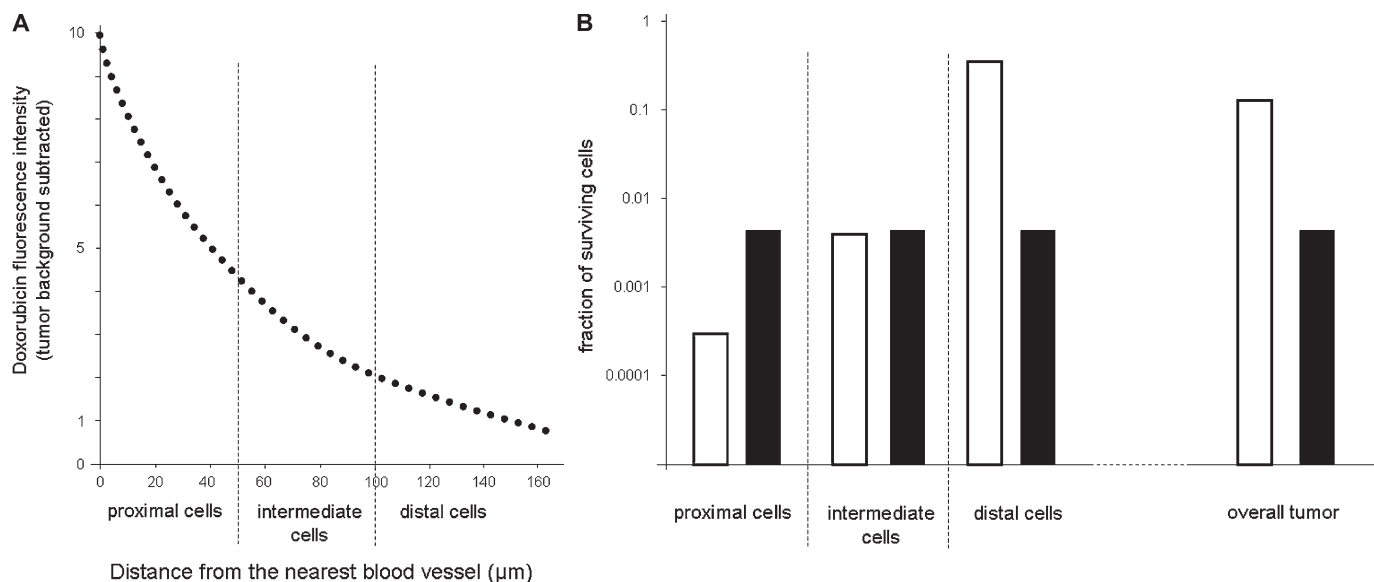 A
Doxorubicin fluorescence intensity
(tumor background subtracted)
10
5
1
0
0 20 40 60 80 100 120 140 160
proximal cells
intermediate
cells
distal cells
Distance from the nearest blood vessel (µm)
B
fraction of surviving cells
1
0.1
0.01
0.001
0.0001
proximal cells
intermediate
cells
distal cells
overall tumor